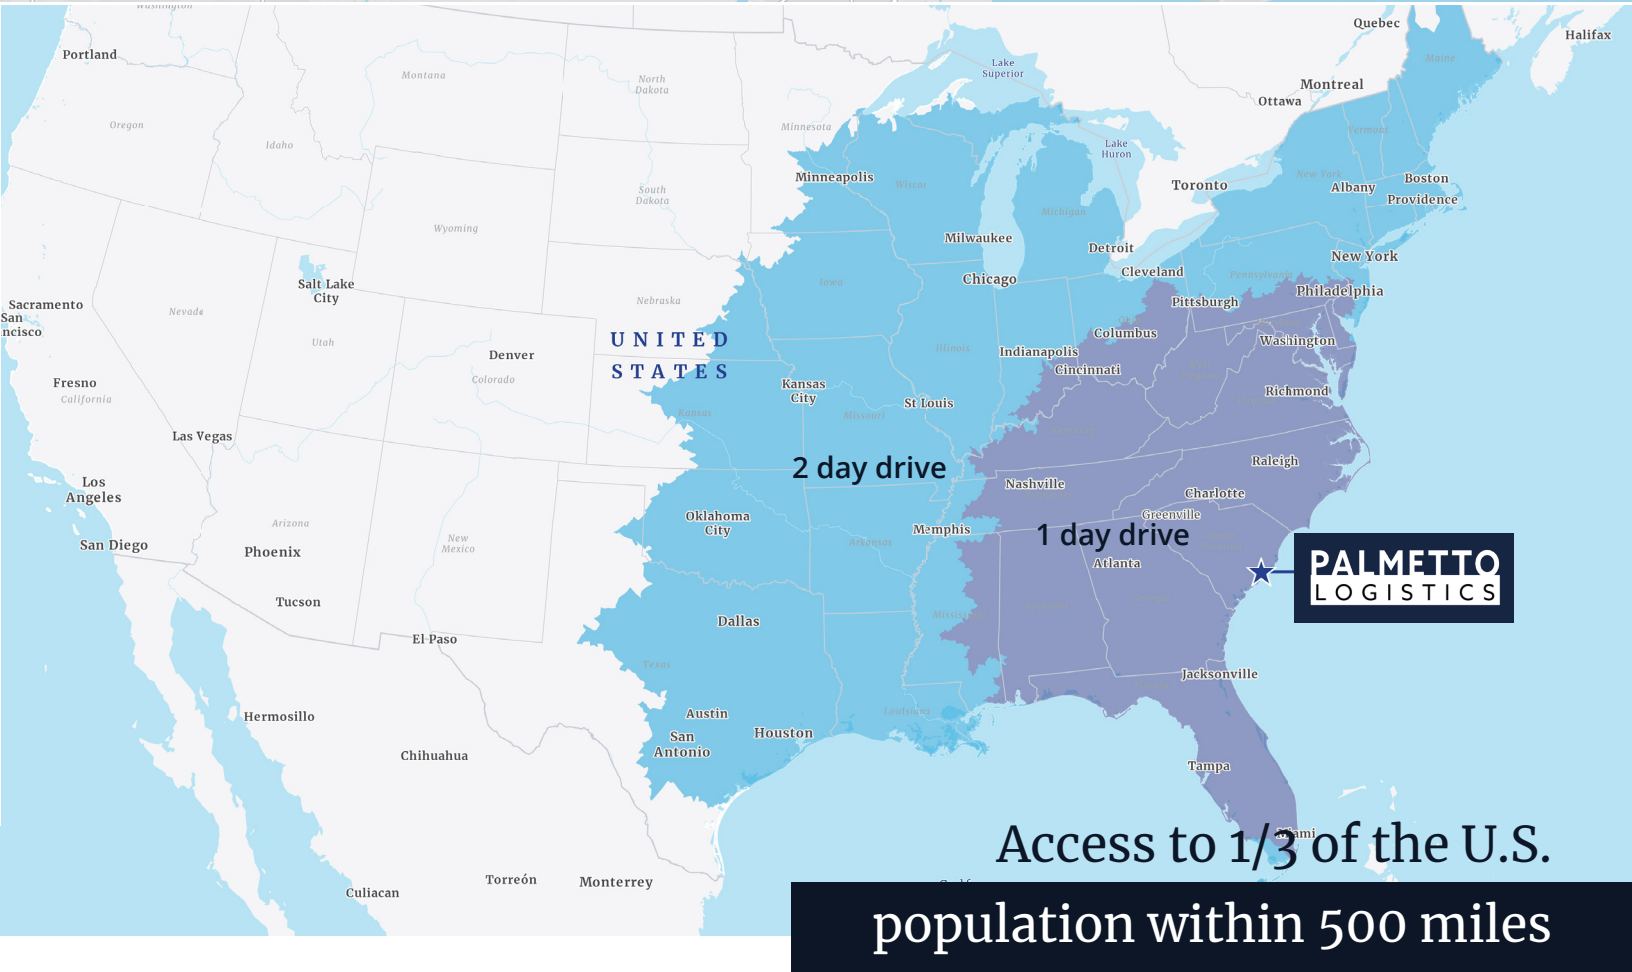 Washington
Quebec
Halifax
Portland
Maine
Lake
Superior
Montana
North
Dakota
Montreal
Ottawa
Oregon
Minnesota
Vermont
Idaho
Lake
Huron
Minneapolis
Toronto
New York
Boston
Albany
Providence
South
Dakota
Michigan
Wyoming
Milwaukee
Detroit
New York
Cleveland
Chicago
Pennsylvania
Iowa
Salt Lake
City
Philadelphia
Nebraska
Pittsburgh
Sacramento
San
ncisco
Nevada
Columbus
Washington
UNITED
STATES
Utah
Illinois
Indianapolis
Denver
Cincinnati
Colorado
Fresno
California
Kansas
City
Richmond
St Louis
Kansas
Missouri
Las Vegas
2 day drive
Raleigh
Los
Angeles
Nashville
Charlotte
Oklahoma
City
Greenville
Memphis
1 day drive
Arizona
New
Mexico
Arkansas
San Diego
Phoenix
Atlanta
PALMETTO
LOGISTICS
Tucson
Dallas
El Paso
Texas
Jacksonville
Hermosillo
Austin
Louisiana
San
Antonio
Houston
Chihuahua
Tampa
Miami
Access to 1/3 of the U.S.
Torreón
Monterrey
Culiacan
population within 500 miles